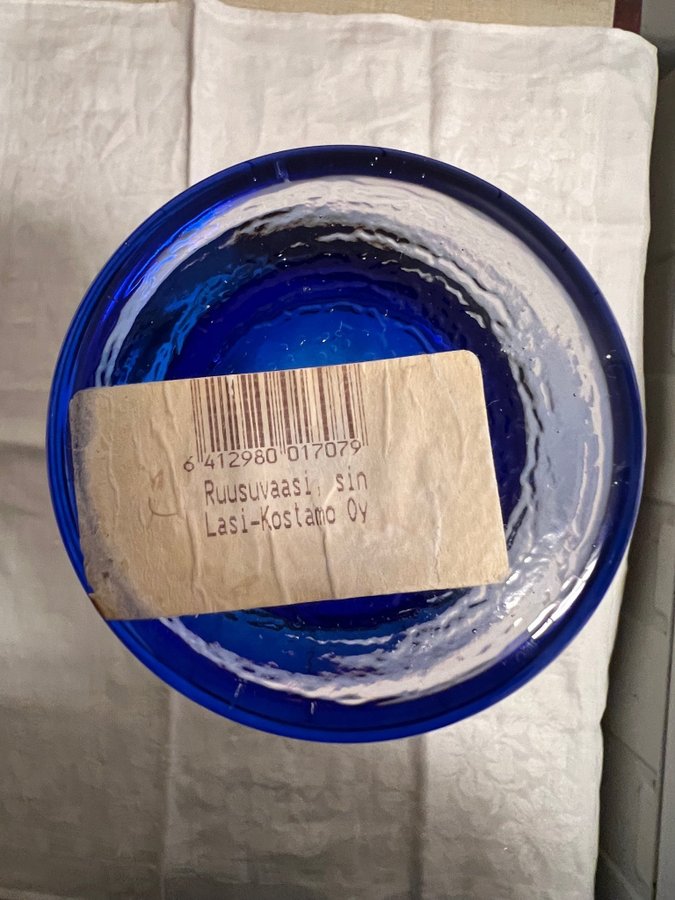 6 412980 017079
Ruusuvaasi, sin
Lasi-Kostamo Oy